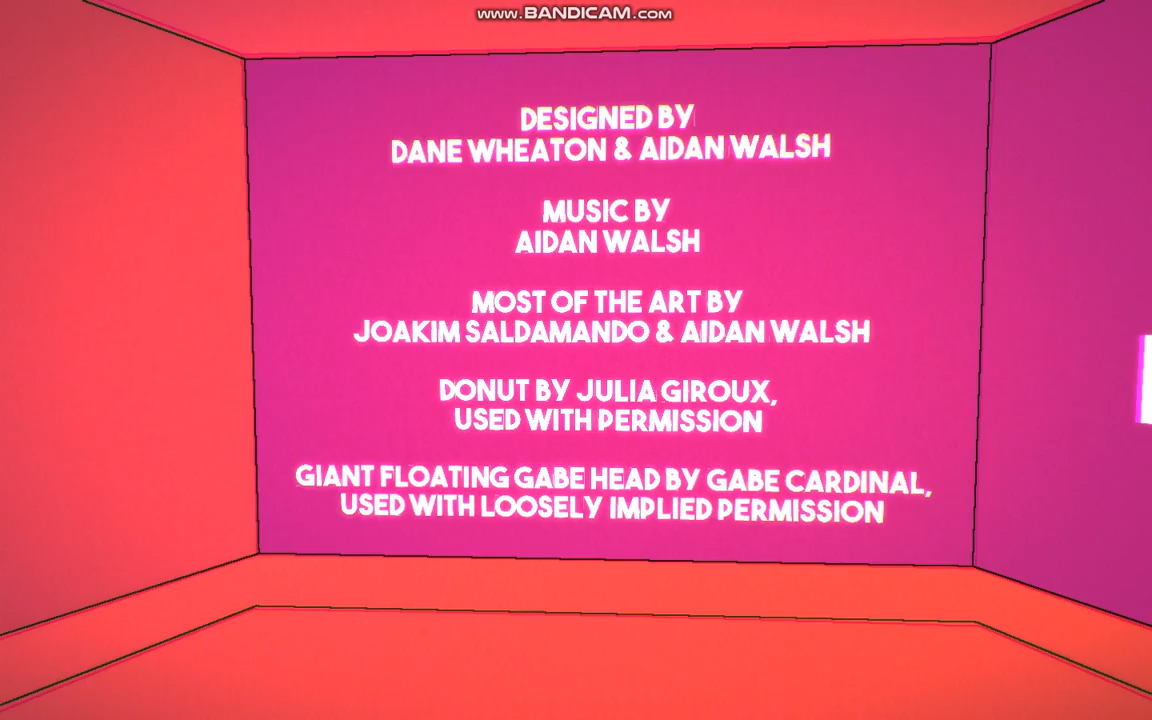 www.BANDICAM.com
DESIGNED BY
DANE WHEATON & AIDAN WALSH
MUSIC BY
AIDAN WALSH
MOST OF THE ART BY
JOAKIM SALDAMANDO & AIDAN WALSH
DONUT BY JULIA GIROUX,
USED WITH PERMISSION
GIANT FLOATING GABE HEAD BY GABE CARDINAL,
USED WITH LOOSELY IMPLIED PERMISSION